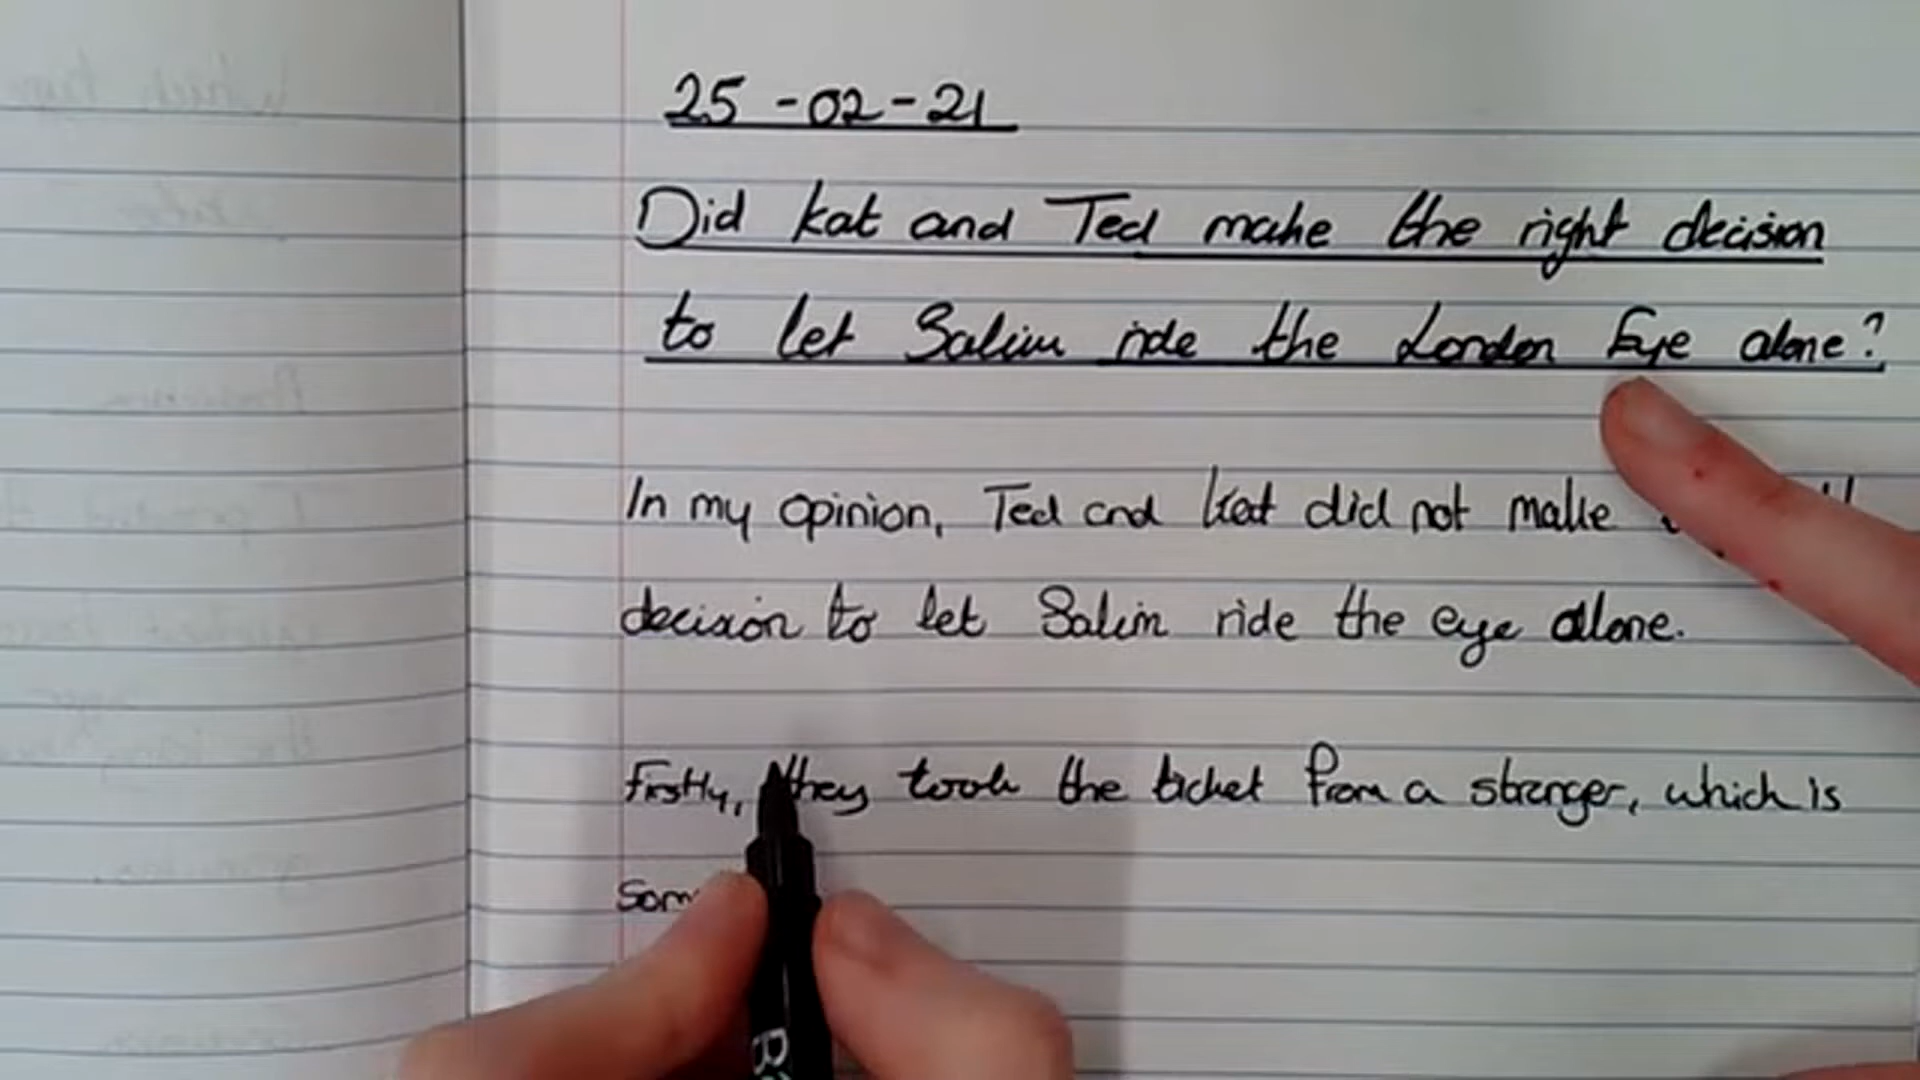 25-02-21
Did Kat and Ted make the right decision
to let Salim ride the London Eye alone?
In my opinion, Ted and Kat did not make
decision to let Salim ride the eye alone.
Firstly, they took the ticket from a stranger, which is